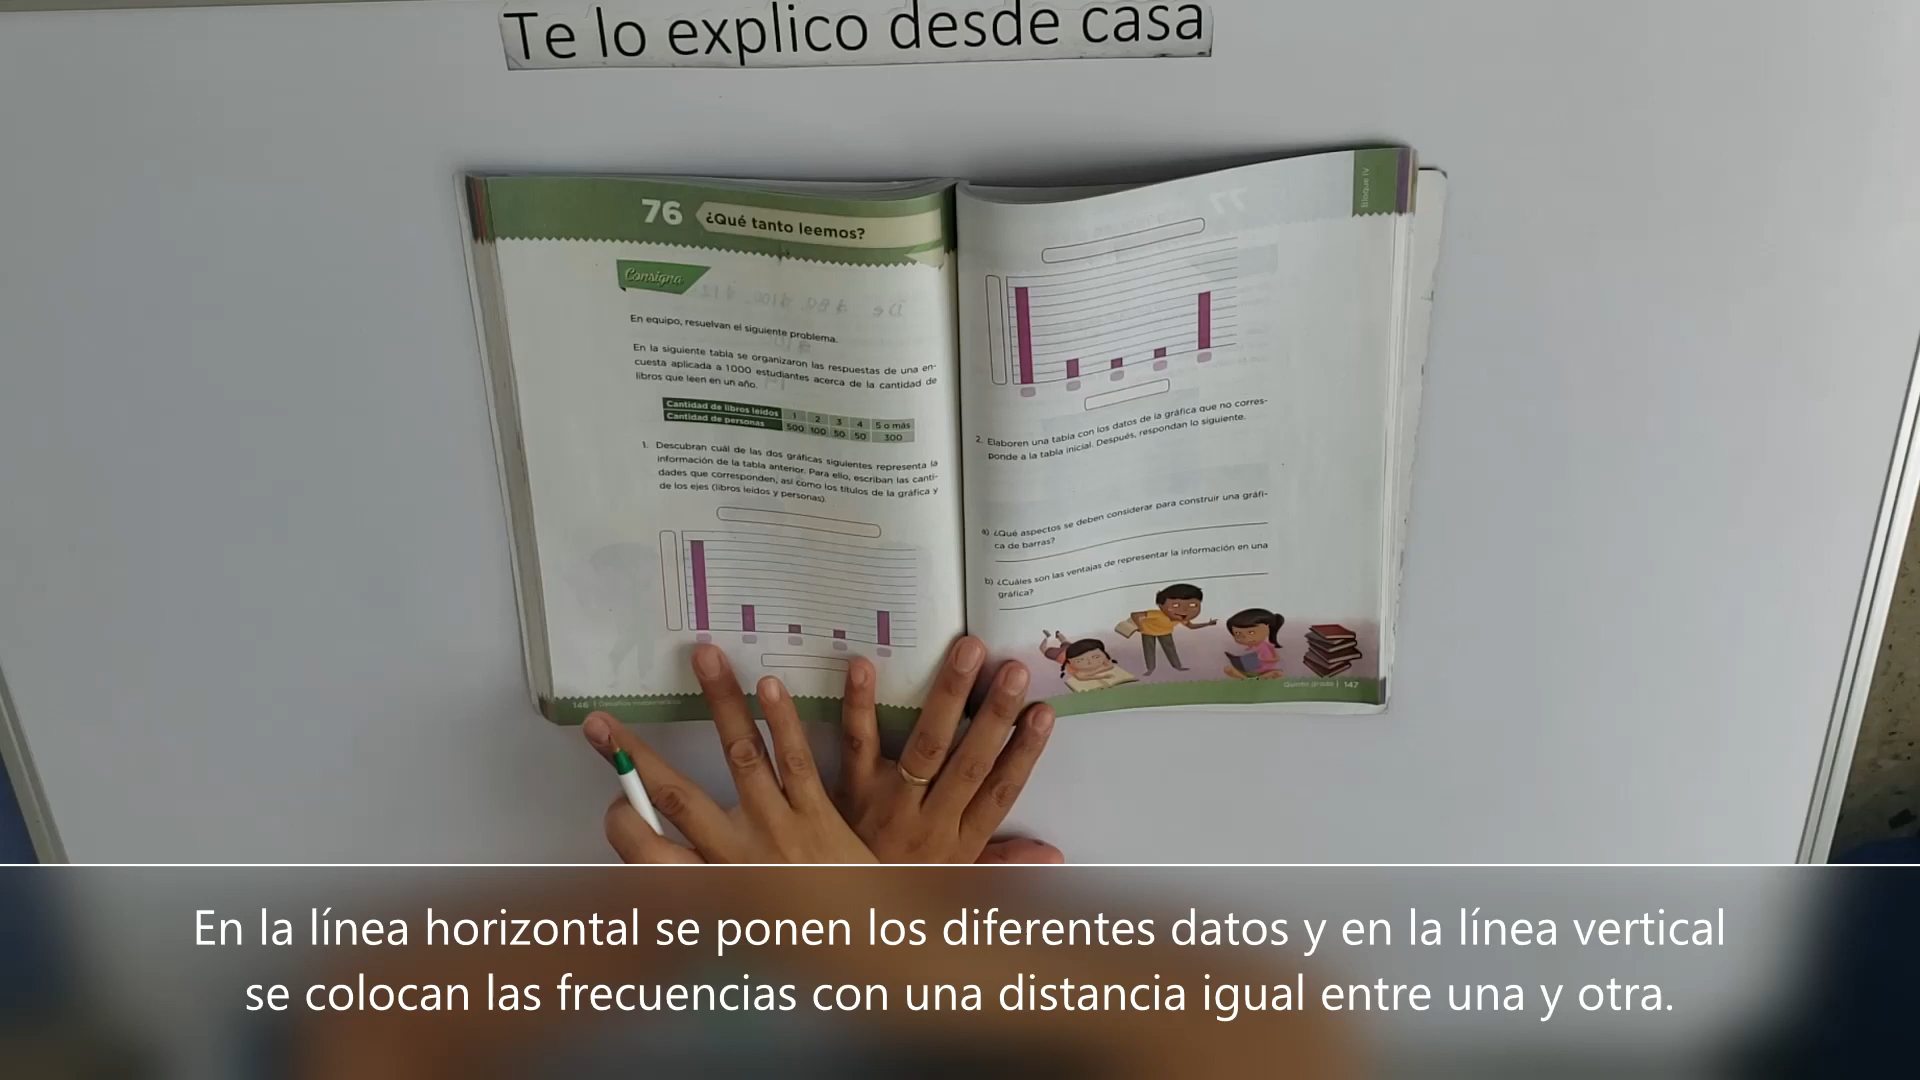 Te lo explico desde casa
76 ¿Qué tanto leemos?
Consigna
En equipo, resuelvan el siguiente problema.
En la siguiente tabla se organizaron las respuestas de una en-
cuesta aplicada a 1000 estudiantes acerca de la cantidad de
libros que leen en un año.
Cantidad de libros leídos 1 2 3 4 5 o más
Cantidad de personas 500 100 50 50 300
1. Descubran cuál de las dos gráficas siguientes representa la
información de la tabla anterior. Para ello, escriban las canti-
dades que corresponden, así como los títulos de la gráfica y
de los ejes (libros leídos y personas).
146 | Desafíos matemáticos
Bloque IV
2. Elaboren una tabla con los datos de la gráfica que no corres-
ponde a la tabla inicial. Después, respondan lo siguiente.
a) ¿Qué aspectos se deben considerar para construir una gráfi-
ca de barras?
b) ¿Cuáles son las ventajas de representar la información en una
gráfica?
Quinto grado | 147
En la línea horizontal se ponen los diferentes datos y en la línea vertical
se colocan las frecuencias con una distancia igual entre una y otra.